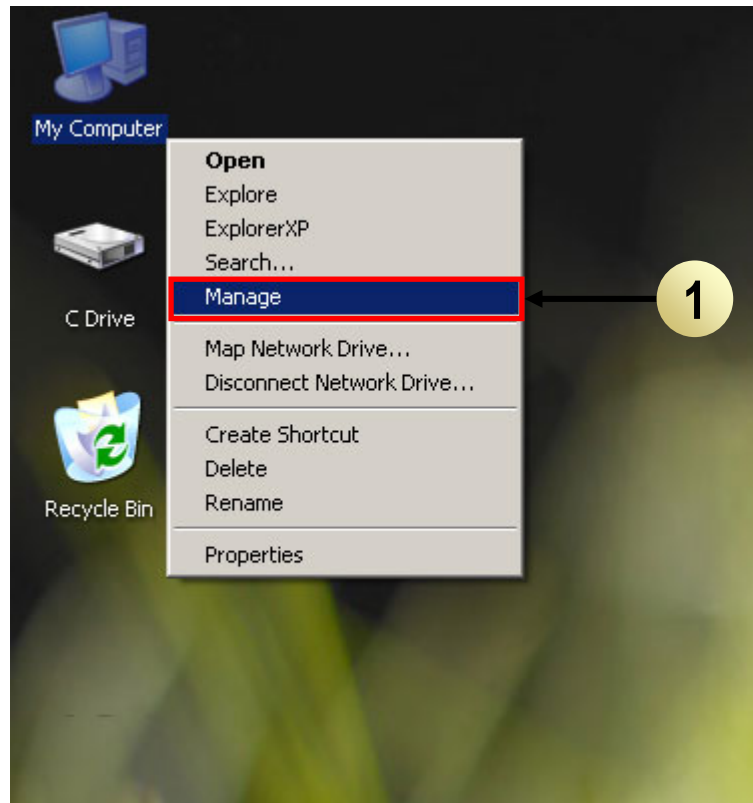 My Computer
Open
Explore
ExplorerXP
Search...
Manage
1
C Drive
Map Network Drive...
Disconnect Network Drive...
Create Shortcut
Delete
Recycle Bin
Rename
Properties